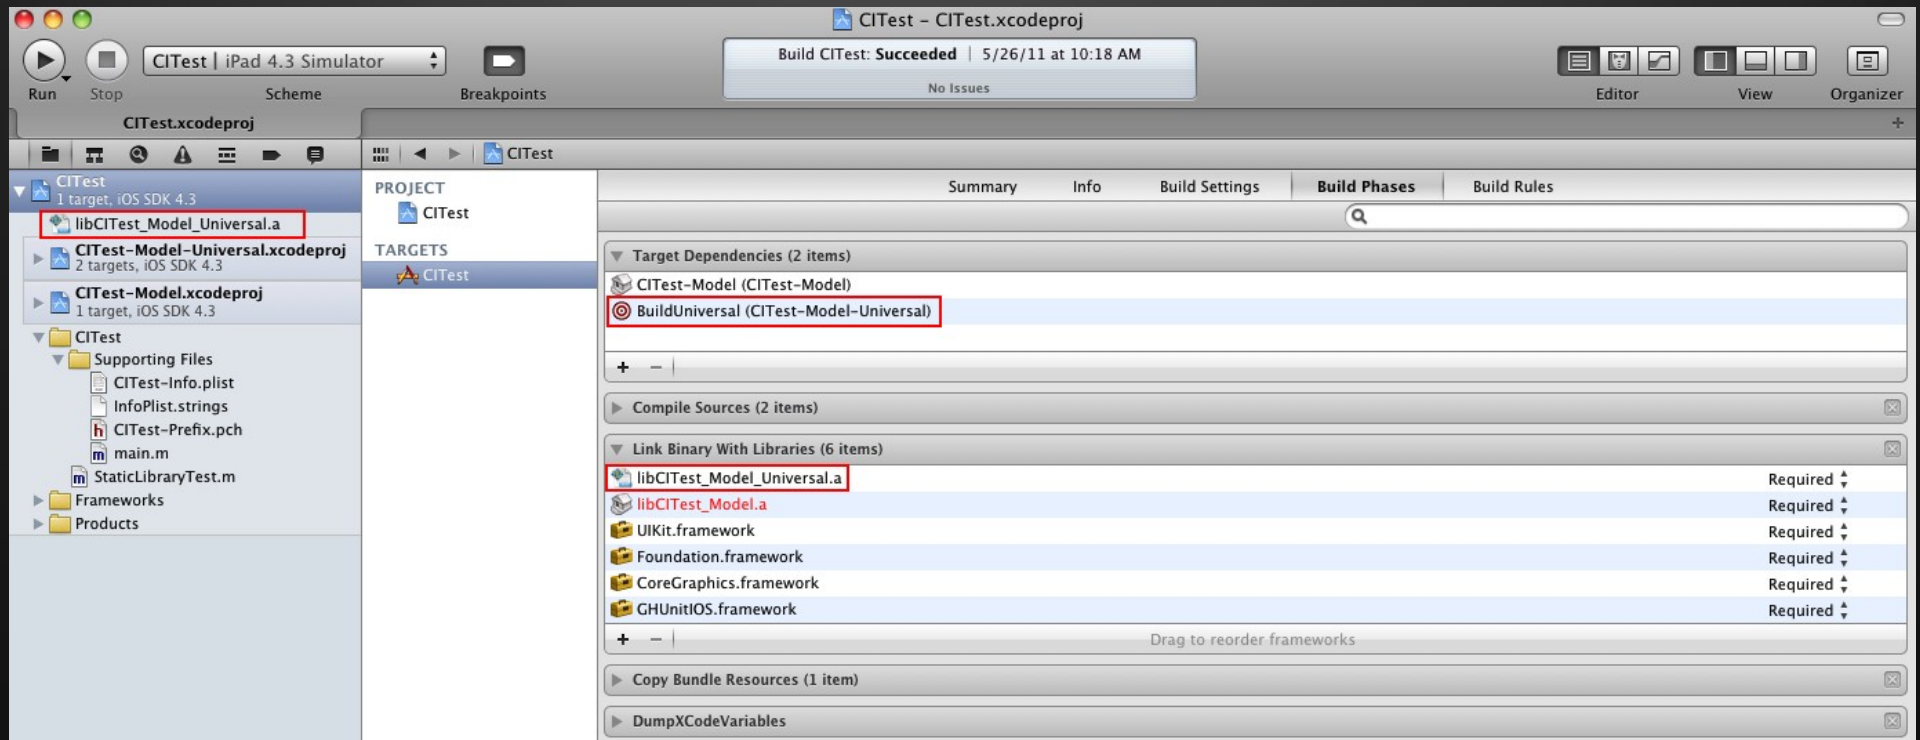 CITest – CITest.xcodeproj
CITest | iPad 4.3 Simulator
Build CITest: Succeeded | 5/26/11 at 10:18 AM
No Issues
Run
Stop
Scheme
Breakpoints
Editor
View
Organizer
CITest.xcodeproj
CITest
CITest
1 target, iOS SDK 4.3
libCITest_Model_Universal.a
CITest-Model-Universal.xcodeproj
2 targets, iOS SDK 4.3
CITest-Model.xcodeproj
1 target, iOS SDK 4.3
CITest
Supporting Files
CITest-Info.plist
InfoPlist.strings
CITest-Prefix.pch
main.m
StaticLibraryTest.m
Frameworks
Products
PROJECT
CITest
TARGETS
CITest
Summary
Info
Build Settings
Build Phases
Build Rules
Target Dependencies (2 items)
CITest-Model (CITest-Model)
BuildUniversal (CITest-Model-Universal)
Compile Sources (2 items)
Link Binary With Libraries (6 items)
libCITest_Model_Universal.a Required
libCITest_Model.a Required
UIKit.framework Required
Foundation.framework Required
CoreGraphics.framework Required
GHUnitIOS.framework Required
Drag to reorder frameworks
Copy Bundle Resources (1 item)
DumpXCodeVariables